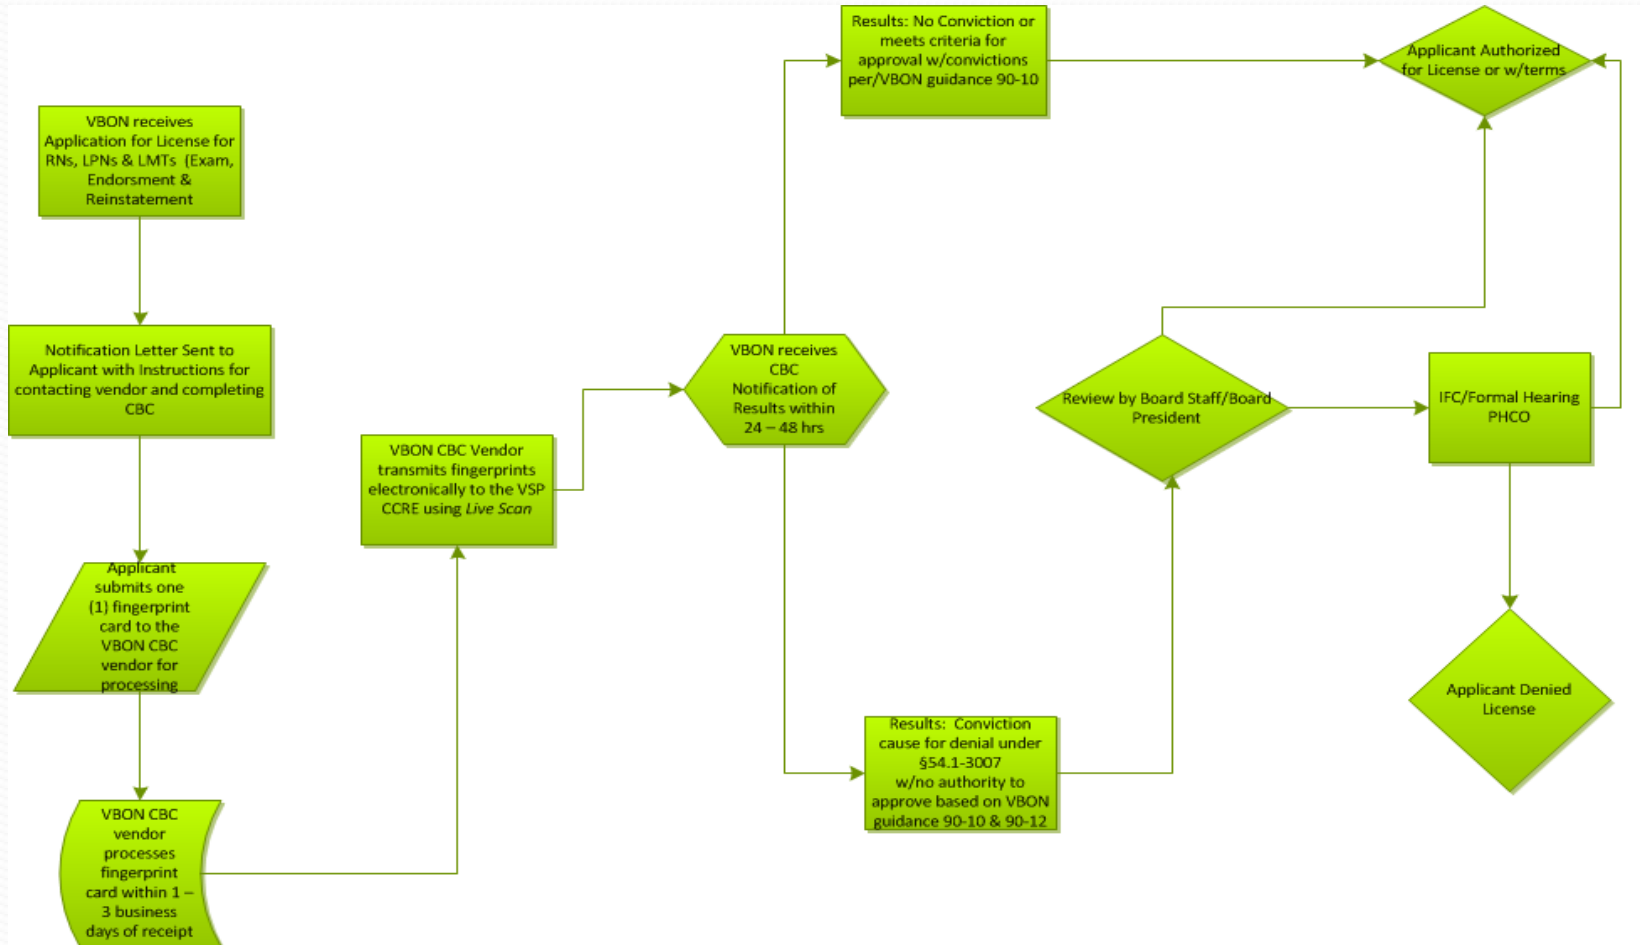 VBON receives
Application for License for
RNs, LPNs & LMTs  (Exam,
Endorsment &
Reinstatement
Notification Letter Sent to
Applicant with Instructions for
contacting vendor and completing
CBC
Applicant
submits one
(1) fingerprint
card to the
VBON CBC
vendor for
processing
VBON CBC
vendor
processes
fingerprint
card within 1 –
3 business
days of receipt
VBON CBC Vendor
transmits fingerprints
electronically to the VSP
CCRE using Live Scan
VBON receives
CBC
Notification of
Results within
24 – 48 hrs
Results: No Conviction or
meets criteria for
approval w/convictions
per/VBON guidance 90-10
Results:  Conviction
cause for denial under
§54.1-3007
w/no authority to
approve based on VBON
guidance 90-10 & 90-12
Review by Board Staff/Board
President
IFC/Formal Hearing
PHCO
Applicant Authorized
for License or w/terms
Applicant Denied
License